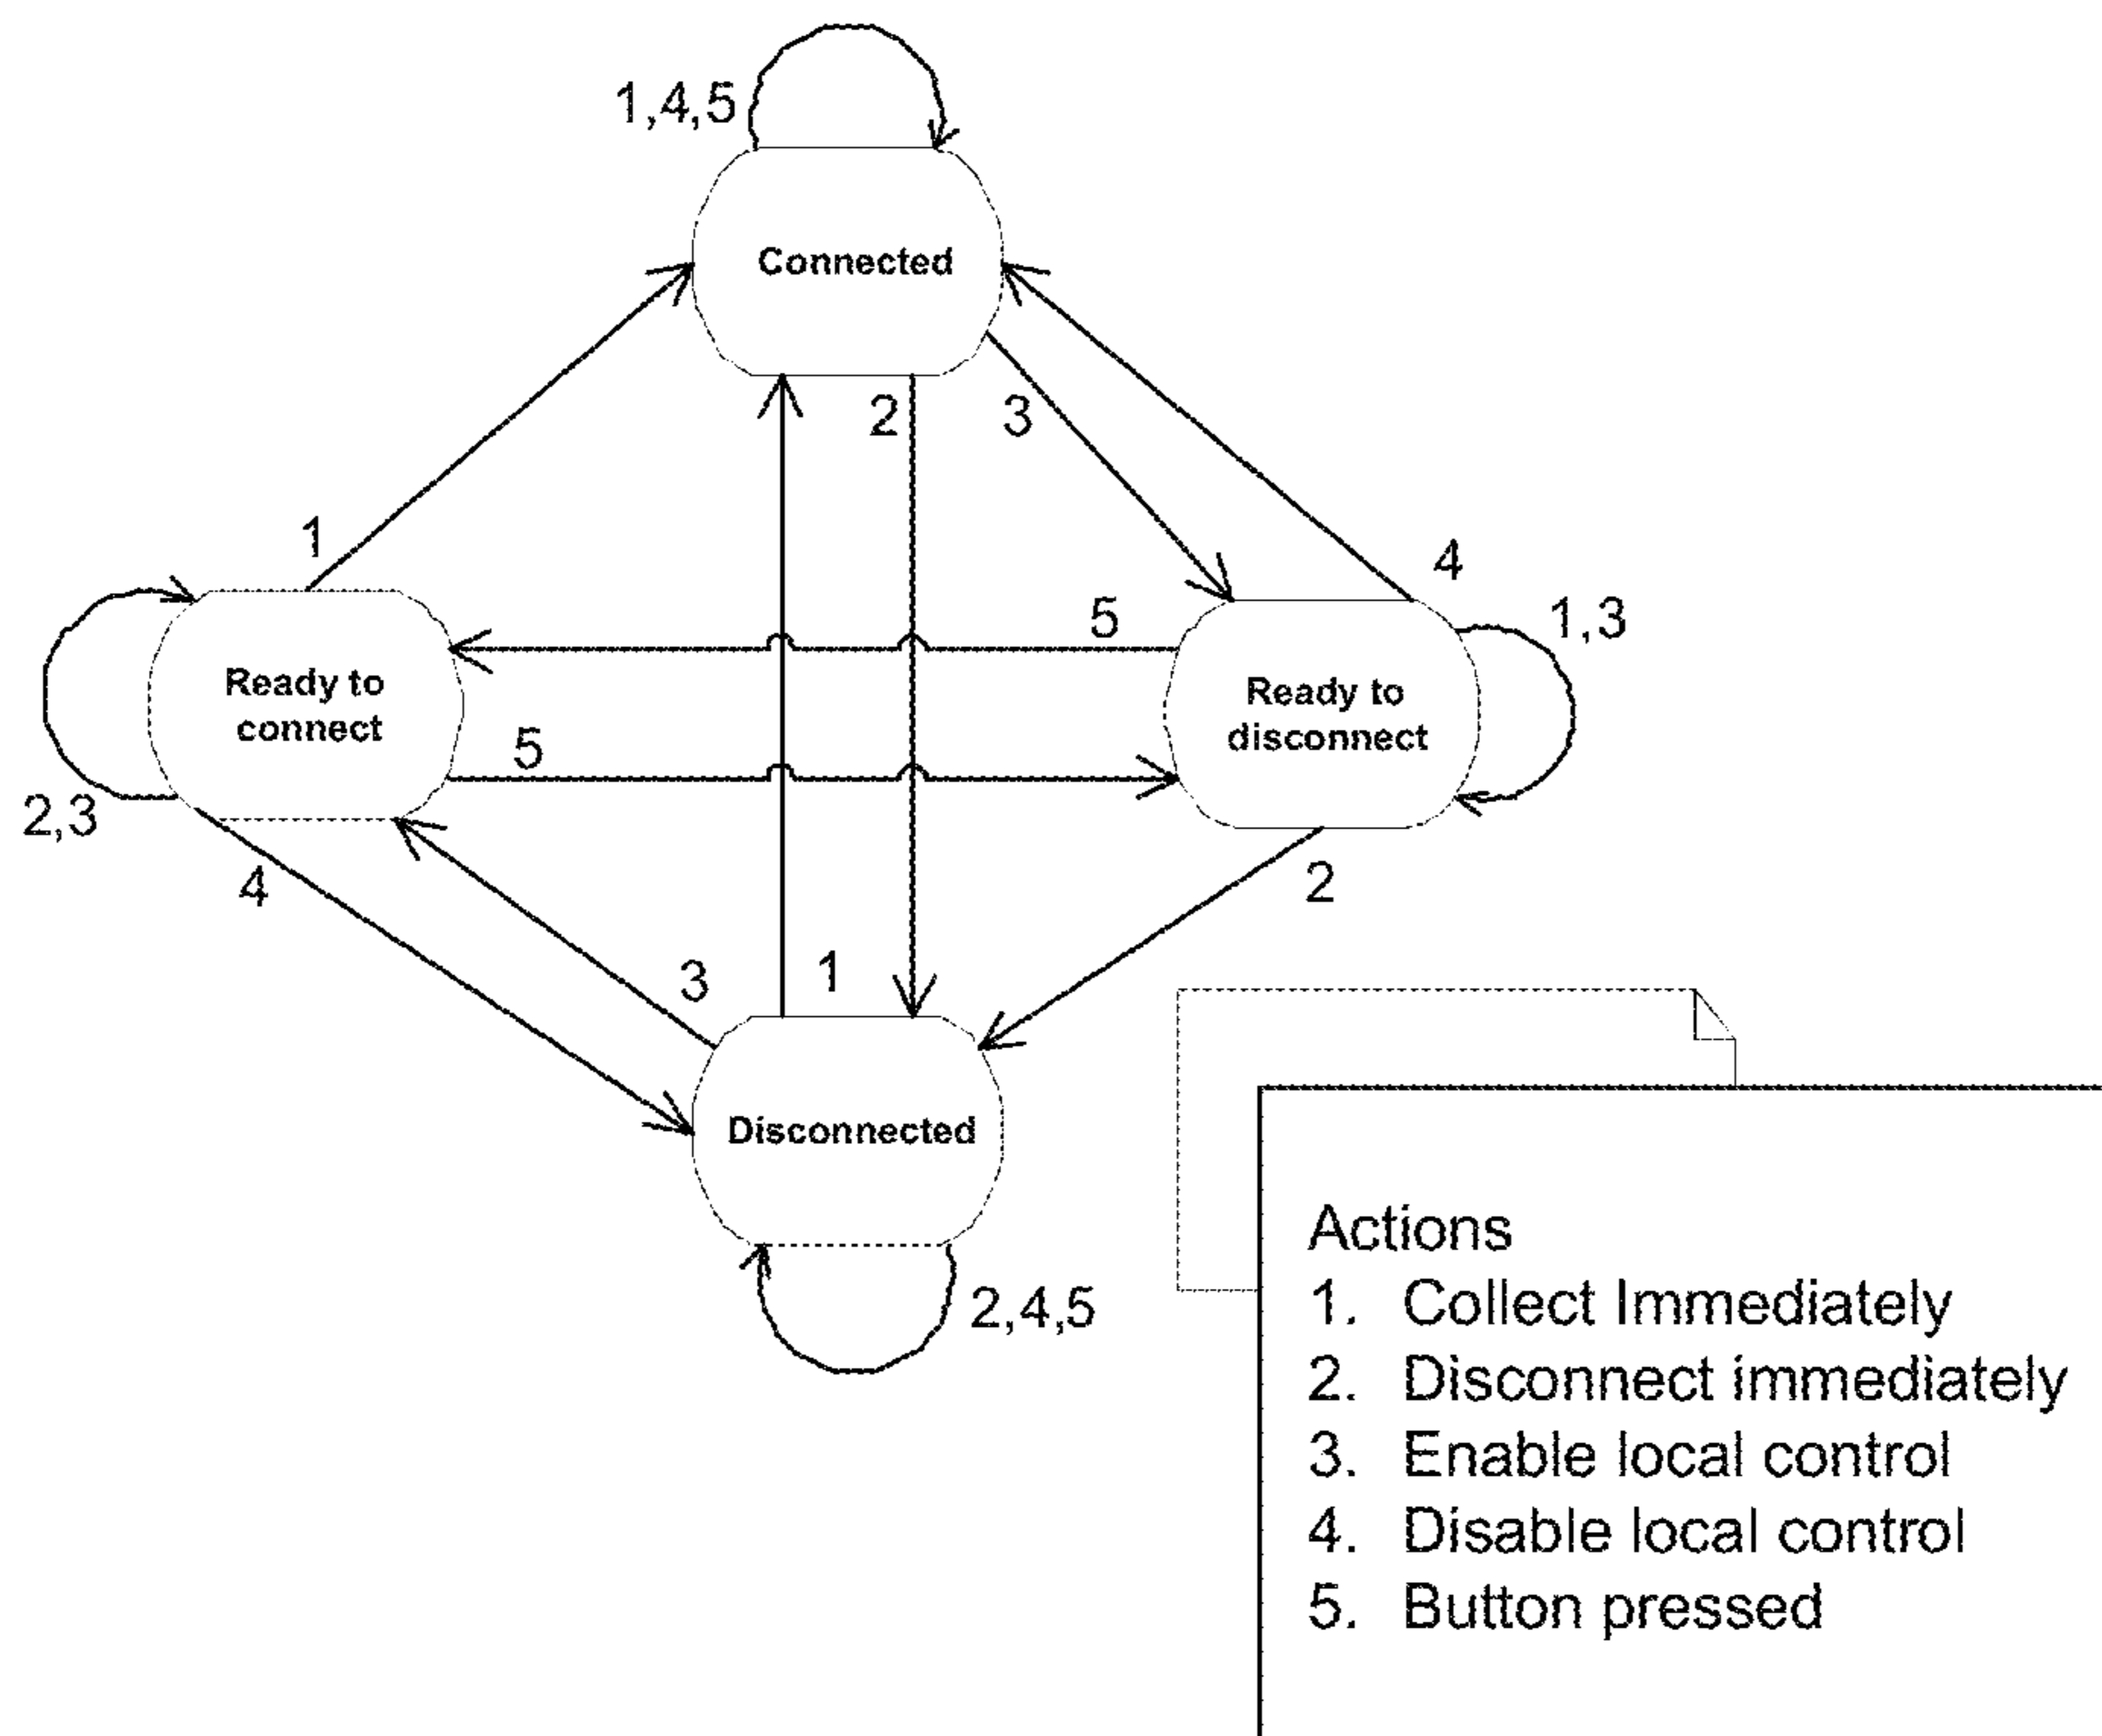 1,4,5
Connected
2
3
1
4
5
1,3
Ready to
connect
Ready to
disconnect
5
2,3
4
2
3
1
Disconnected
2,4,5
Actions
1. Collect Immediately
2. Disconnect immediately
3. Enable local control
4. Disable local control
5. Button pressed